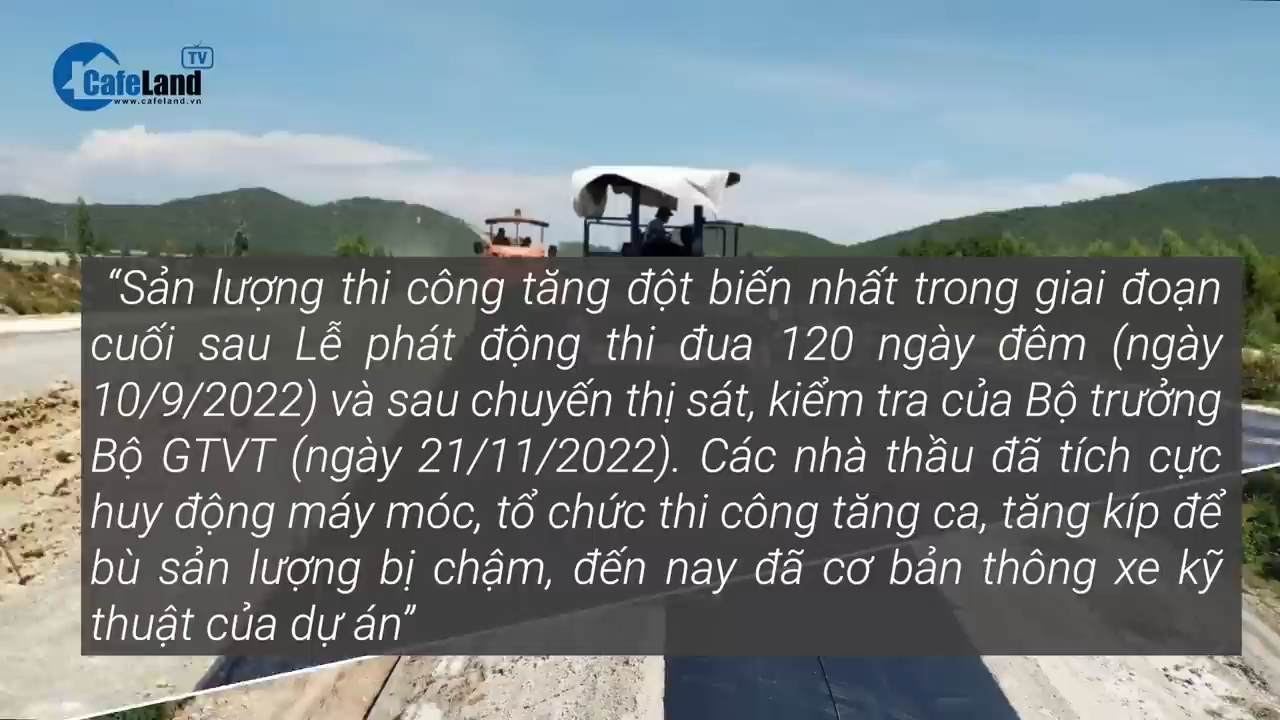 TV
CafeLand
www.cafeland.vn
“Sản lượng thi công tăng đột biến nhất trong giai đoạn
cuối sau Lễ phát động thi đua 120 ngày đêm (ngày
10/9/2022) và sau chuyến thị sát, kiểm tra của Bộ trưởng
Bộ GTVT (ngày 21/11/2022). Các nhà thầu đã tích cực
huy động máy móc, tổ chức thi công tăng ca, tăng kíp để
bù sản lượng bị chậm, đến nay đã cơ bản thông xe kỹ
thuật của dự án”